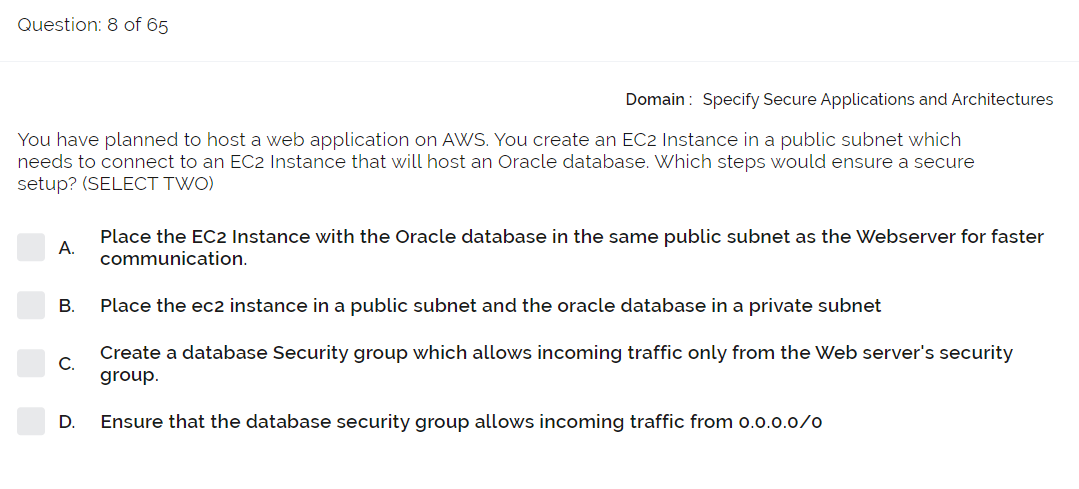 Question: 8 of 65
Domain : Specify Secure Applications and Architectures
You have planned to host a web application on AWS. You create an EC2 Instance in a public subnet which
needs to connect to an EC2 Instance that will host an Oracle database. Which steps would ensure a secure
setup? (SELECT TWO)
A. Place the EC2 Instance with the Oracle database in the same public subnet as the Webserver for faster
communication.
B. Place the ec2 instance in a public subnet and the oracle database in a private subnet
C. Create a database Security group which allows incoming traffic only from the Web server's security
group.
D. Ensure that the database security group allows incoming traffic from 0.0.0.0/0